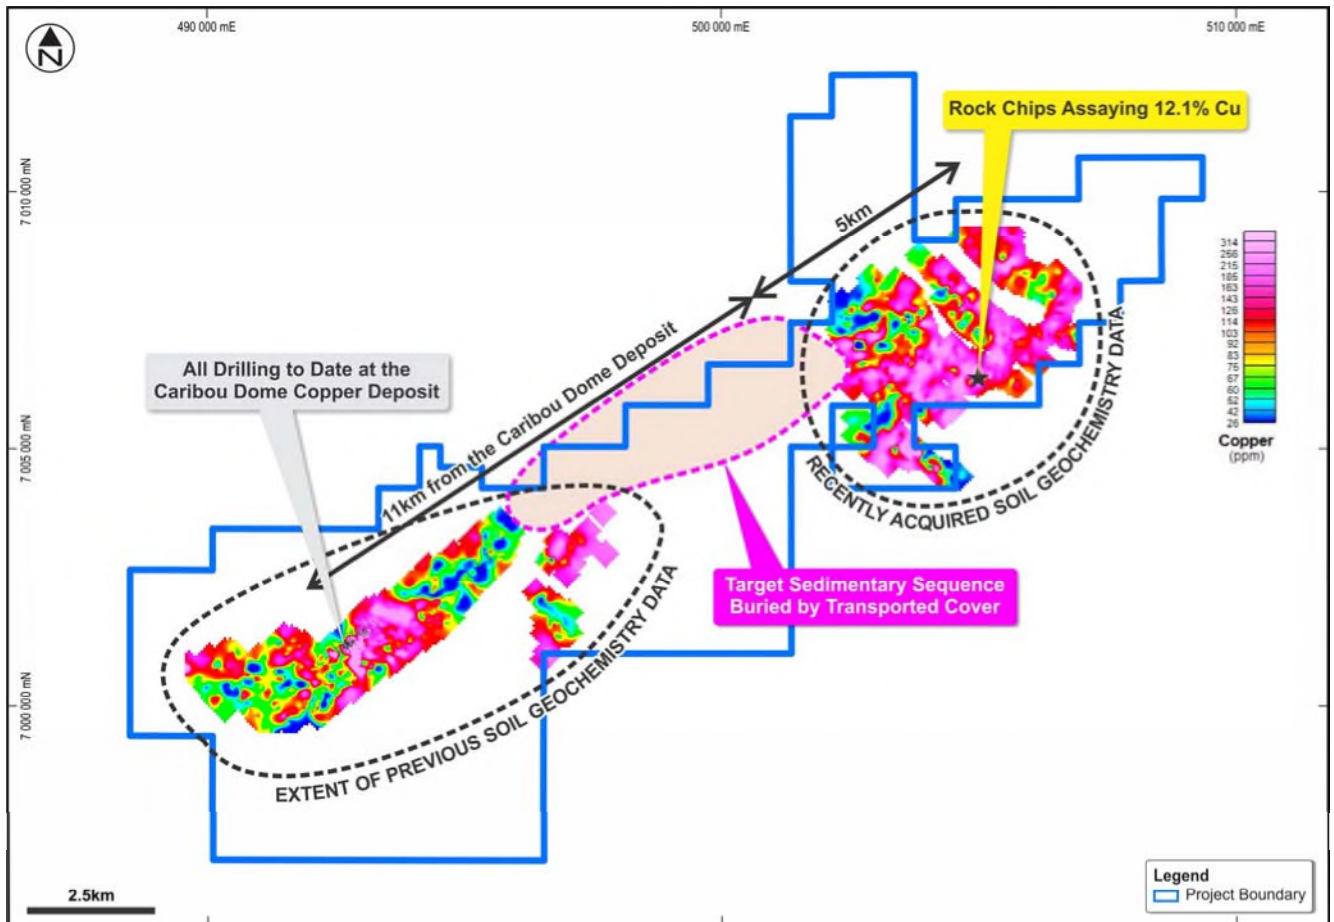 490 000 mE
500 000 mE
510 000 mE
N
7 010 000 mN
7 005 000 mN
7 000 000 mN
Rock Chips Assaying 12.1% Cu
5km
11km from the Caribou Dome Deposit
All Drilling to Date at the
Caribou Dome Copper Deposit
314
256
215
185
163
143
126
114
103
92
83
75
67
60
52
42
26
Copper
(ppm)
RECENTLY ACQUIRED SOIL GEOCHEMISTRY DATA
Target Sedimentary Sequence
Buried by Transported Cover
EXTENT OF PREVIOUS SOIL GEOCHEMISTRY DATA
2.5km
Legend
Project Boundary